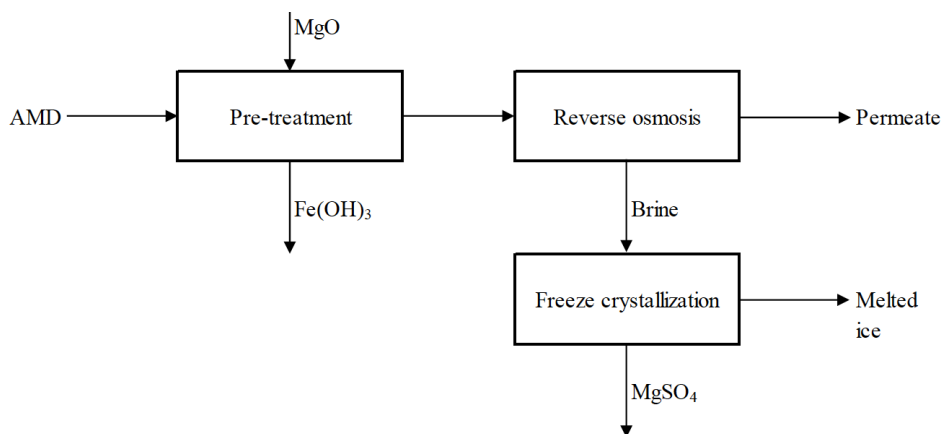 MgO
AMD
Pre-treatment
Reverse osmosis
Permeate
Fe(OH)₃
Brine
Freeze crystallization
Melted
ice
MgSO₄